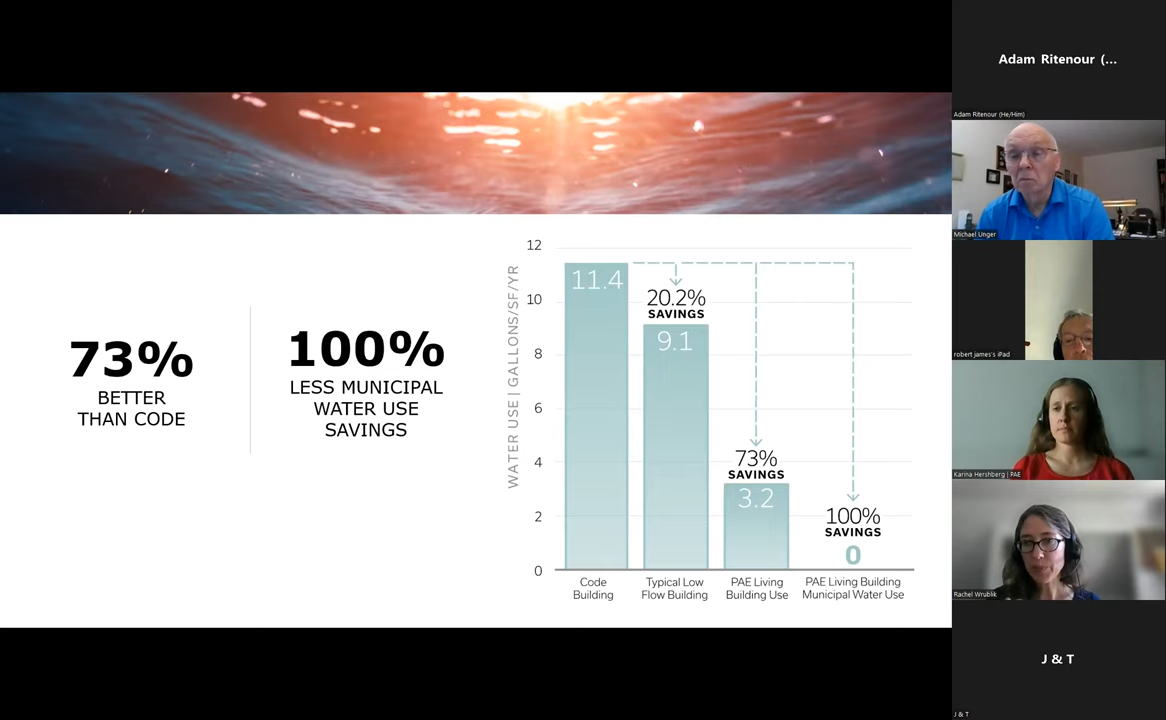 73%
BETTER
THAN CODE
100%
LESS MUNICIPAL
WATER USE
SAVINGS
WATER USE | GALLONS/SF/YR
12
10
8
6
4
2
0
11.4
20.2%
SAVINGS
9.1
73%
SAVINGS
3.2
100%
SAVINGS
0
Code
Building
Typical Low
Flow Building
PAE Living
Building Use
PAE Living Building
Municipal Water Use
Adam Ritenour (...
Adam Ritenour (He/Him)
Michael Unger
robert james's iPad
Karina Hershberg | PAE
Rachel Wrublik
J & T
J & T